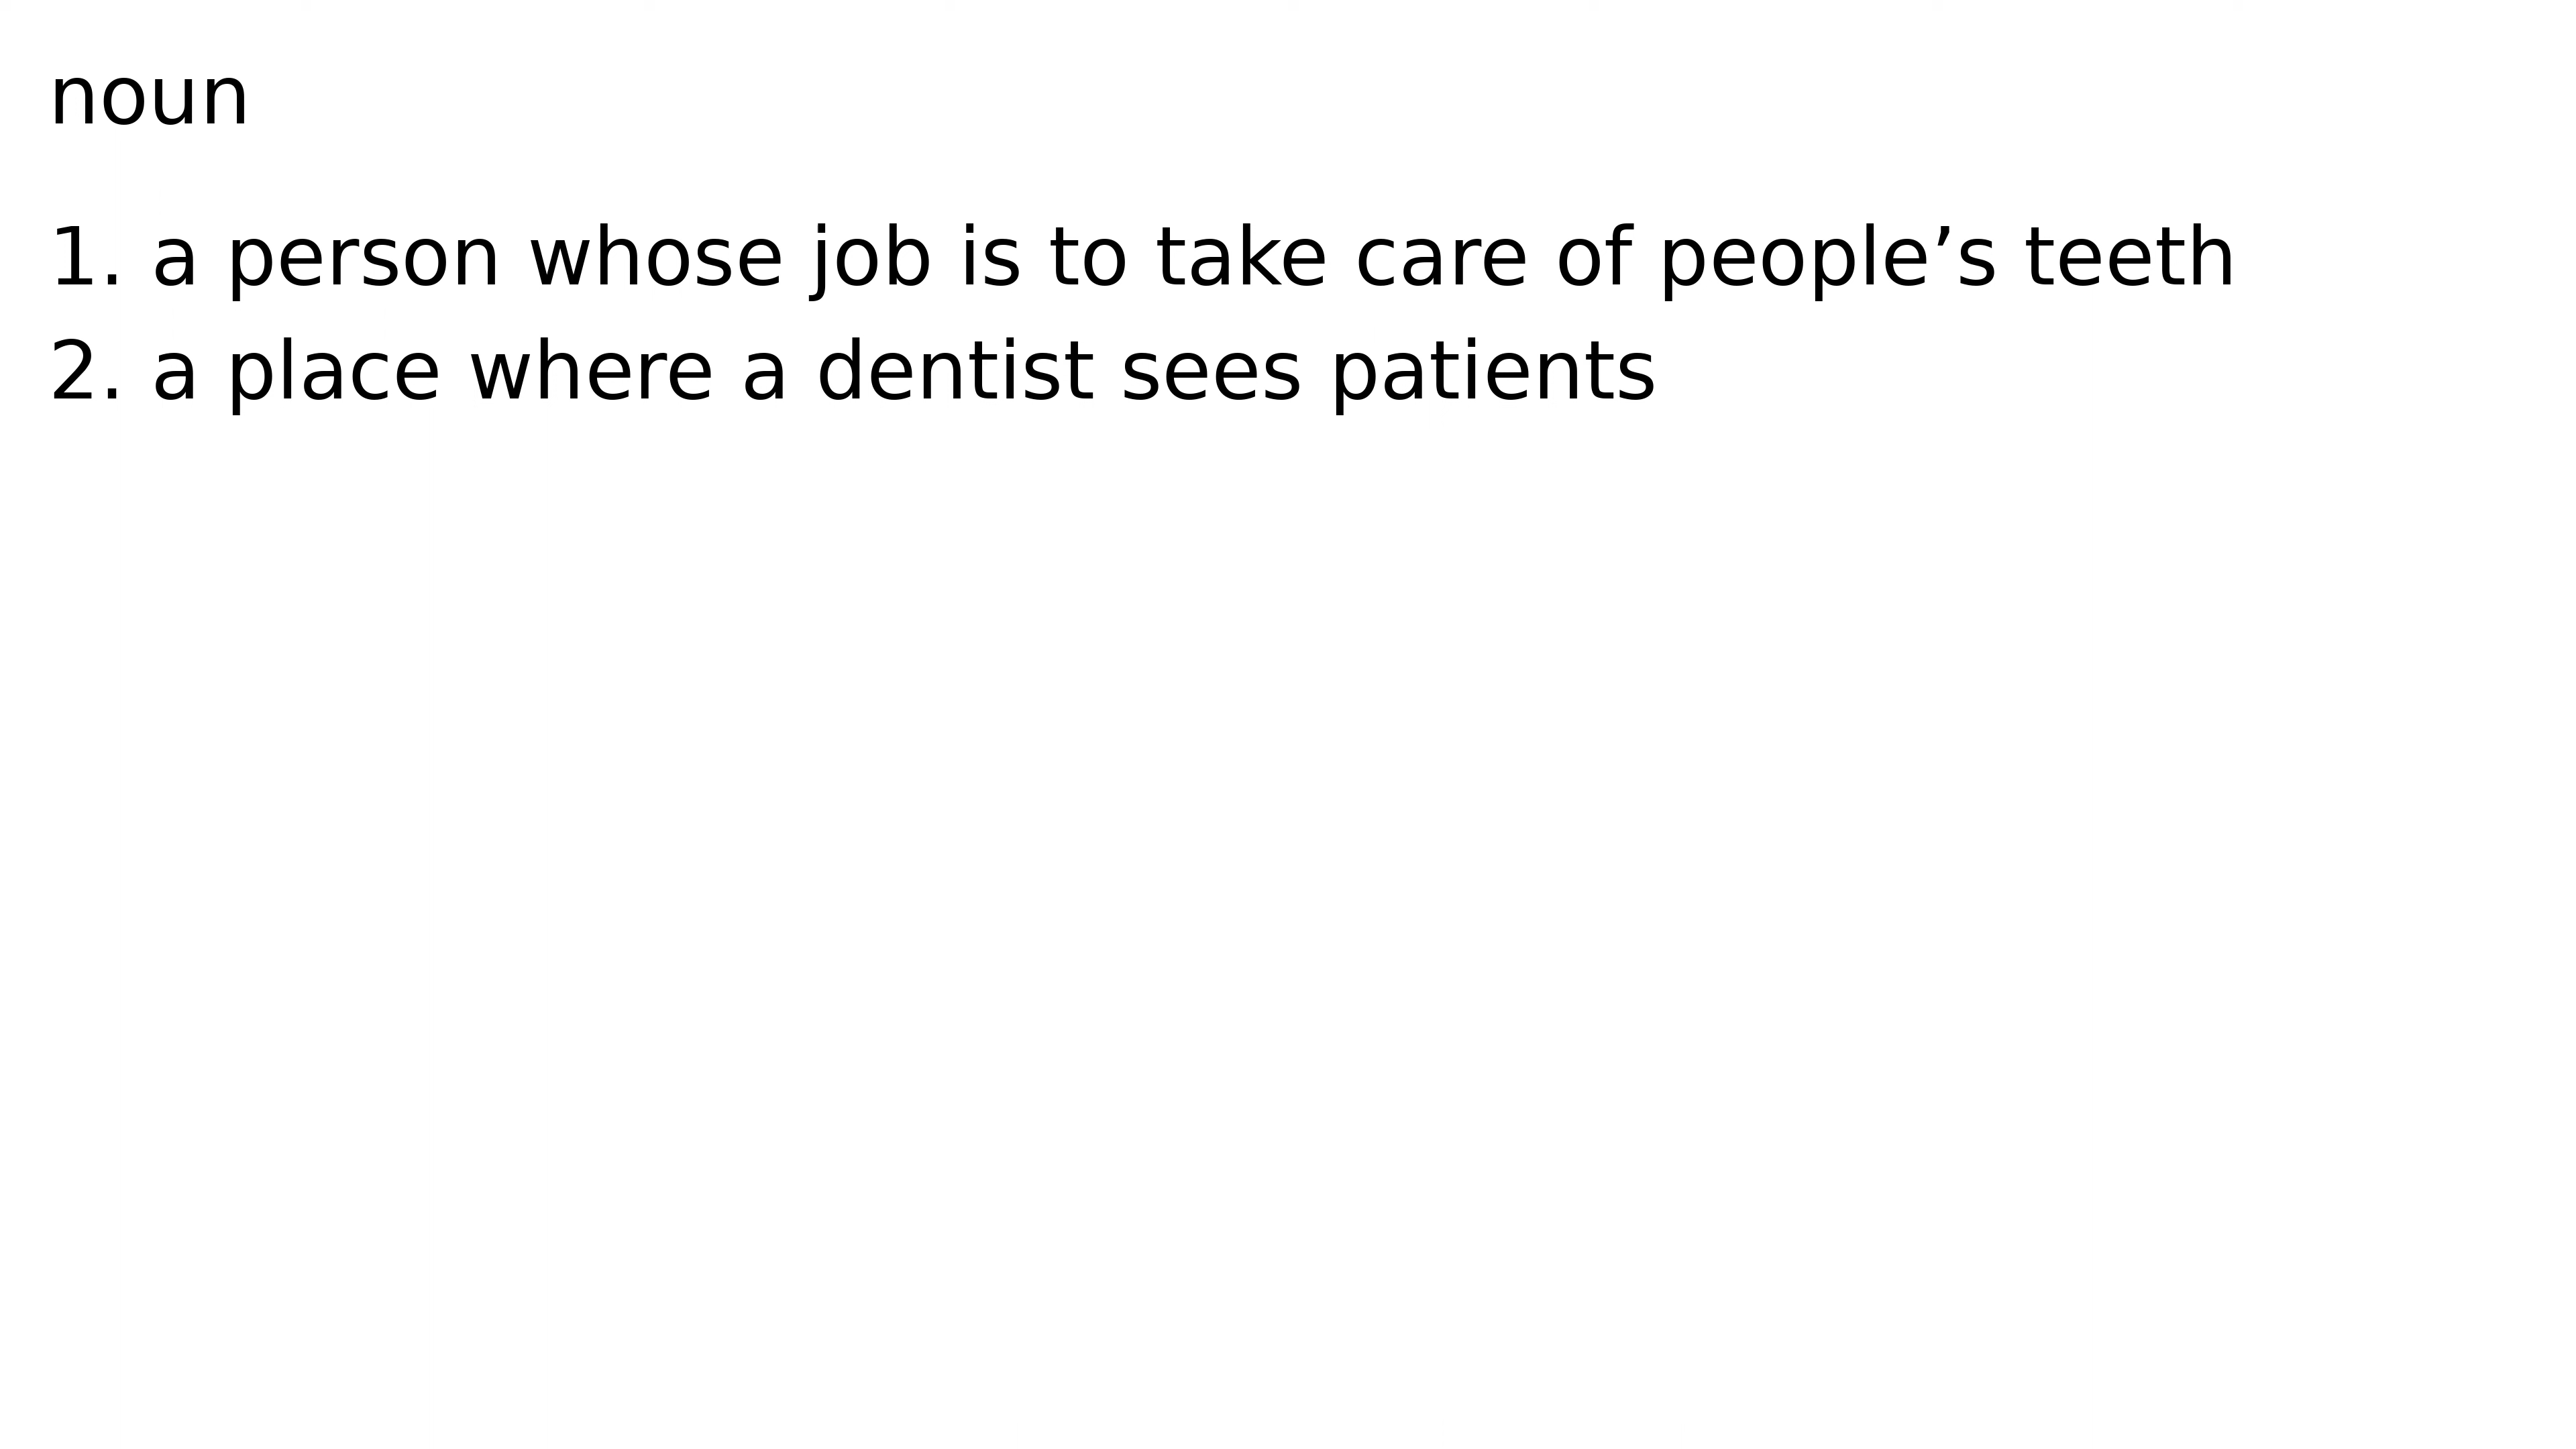 noun
1. a person whose job is to take care of people’s teeth
2. a place where a dentist sees patients